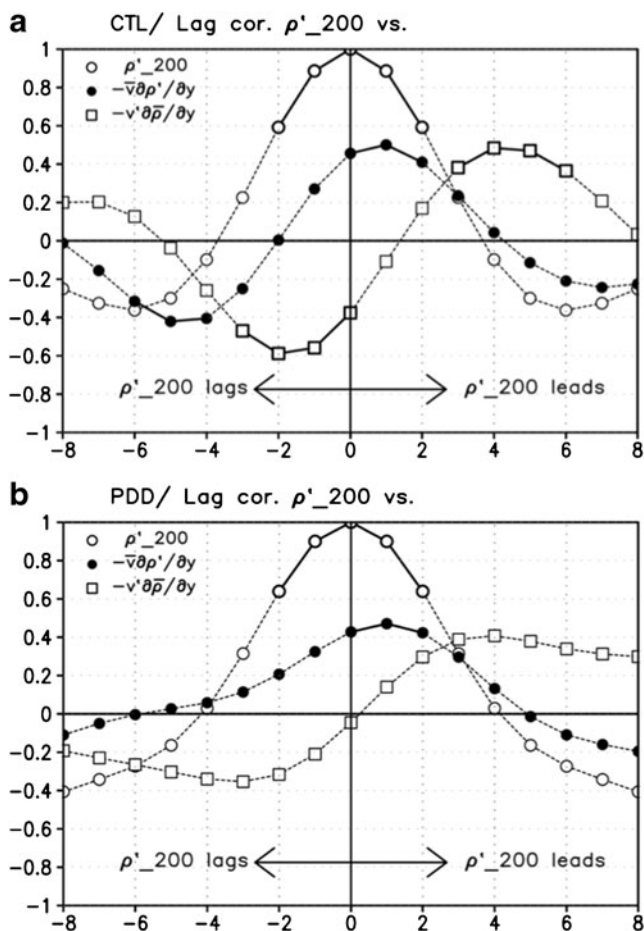 a CTL/ Lag cor. ρ'_200 vs.
1
ρ'_200
0.8
−v̄∂ρ'/∂y
0.6
−v'∂ρ̄/∂y
0.4
0.2
0
−0.2
−0.4
−0.6
−0.8
ρ'_200 lags ρ'_200 leads
−1
−8 −6 −4 −2 0 2 4 6 8
b PDD/ Lag cor. ρ'_200 vs.
1
ρ'_200
0.8
−v̄∂ρ'/∂y
0.6
−v'∂ρ̄/∂y
0.4
0.2
0
−0.2
−0.4
−0.6
−0.8
ρ'_200 lags ρ'_200 leads
−1
−8 −6 −4 −2 0 2 4 6 8